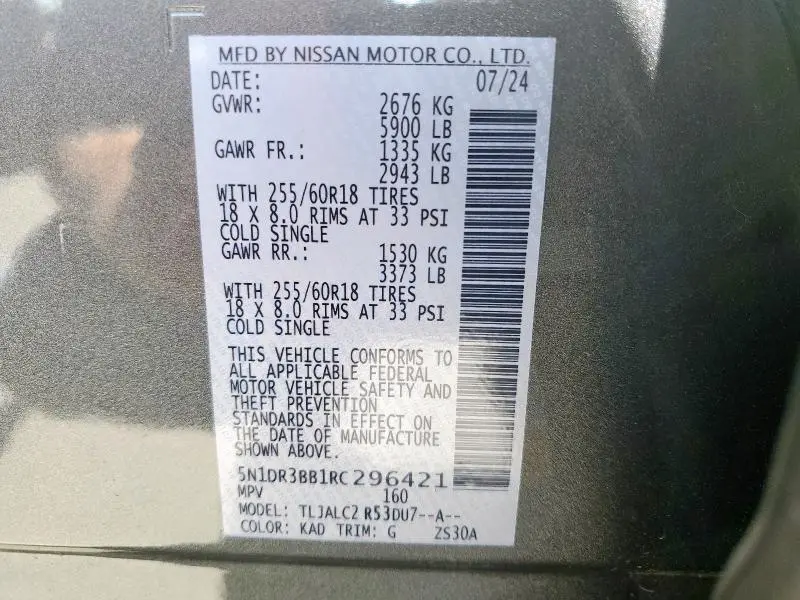 MFD BY NISSAN MOTOR CO., LTD.
DATE: 07/24
GVWR: 2676 KG
5900 LB
GAWR FR.: 1335 KG
2943 LB
WITH 255/60R18 TIRES
18 X 8.0 RIMS AT 33 PSI
COLD SINGLE
GAWR RR.: 1530 KG
3373 LB
WITH 255/60R18 TIRES
18 X 8.0 RIMS AT 33 PSI
COLD SINGLE
THIS VEHICLE CONFORMS TO
ALL APPLICABLE FEDERAL
MOTOR VEHICLE SAFETY AND
THEFT PREVENTION
STANDARDS IN EFFECT ON
THE DATE OF MANUFACTURE
SHOWN ABOVE.
5N1DR3BB1RC296421
MPV 160
MODEL: TLJALC2 R53DU7--A--
COLOR: KAD TRIM: G ZS30A